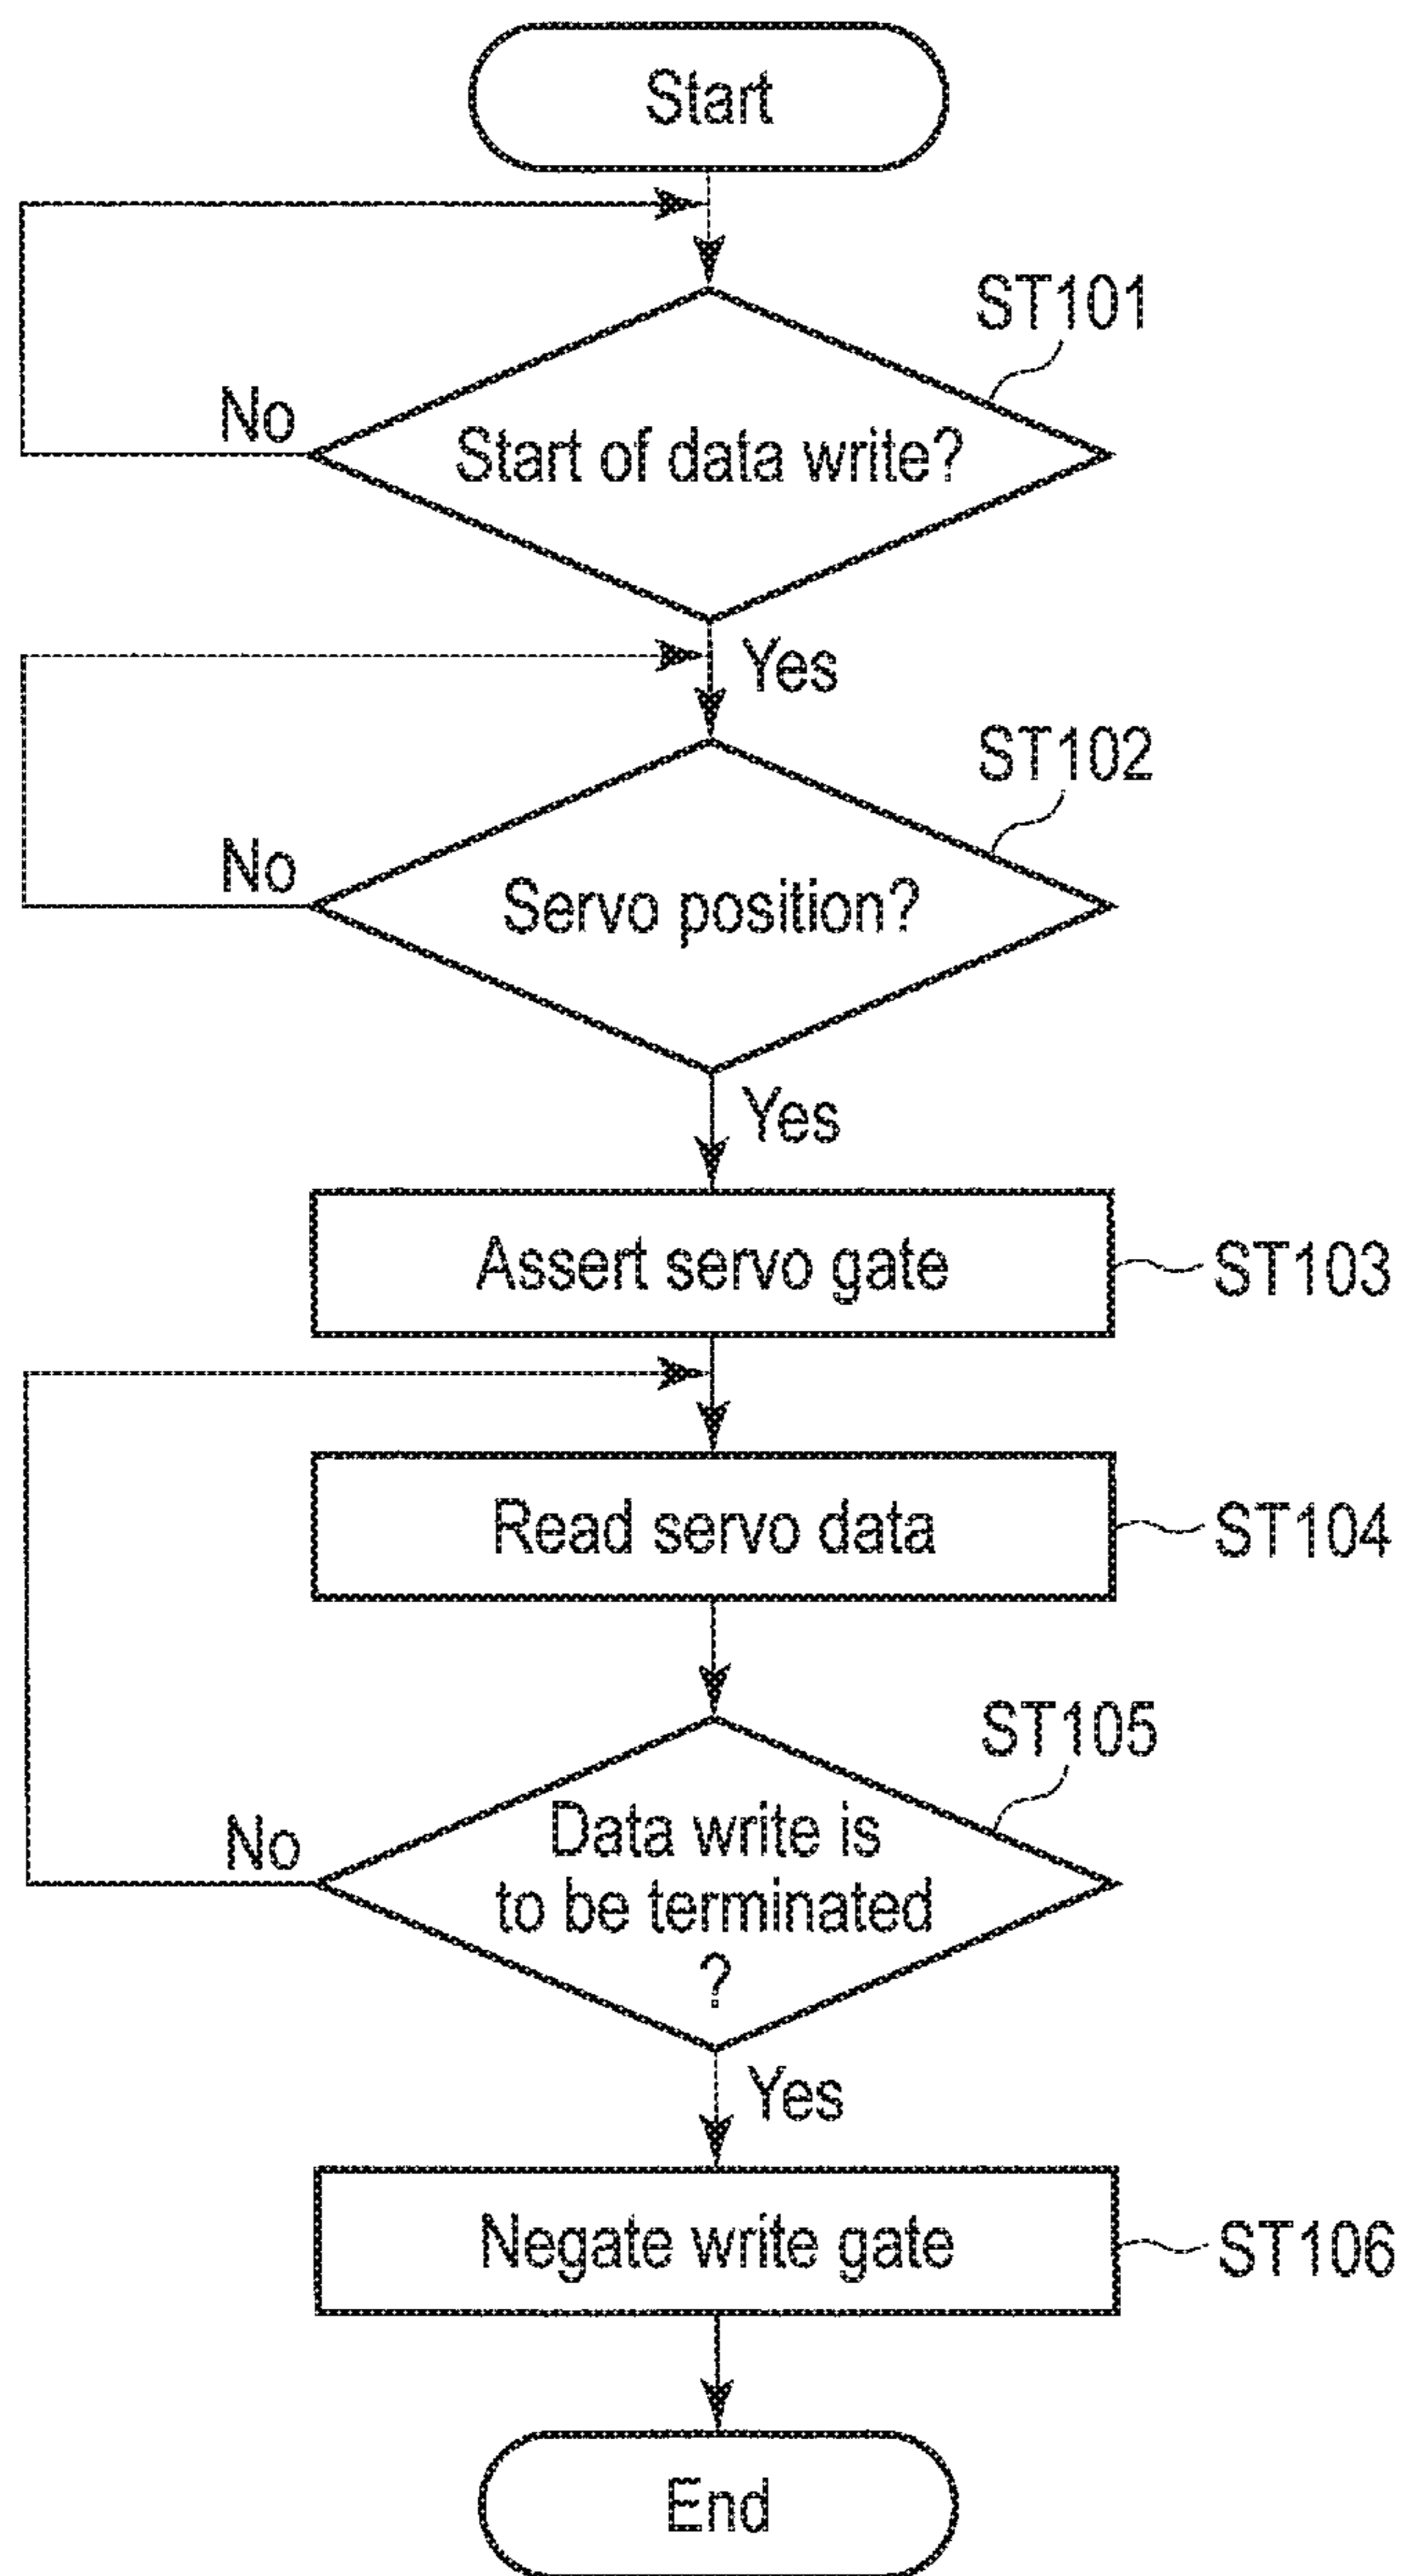 Start
ST101
No
Start of data write?
Yes
ST102
No
Servo position?
Yes
Assert servo gate
ST103
Read servo data
ST104
ST105
No
Data write is
to be terminated
?
Yes
Negate write gate
ST106
End